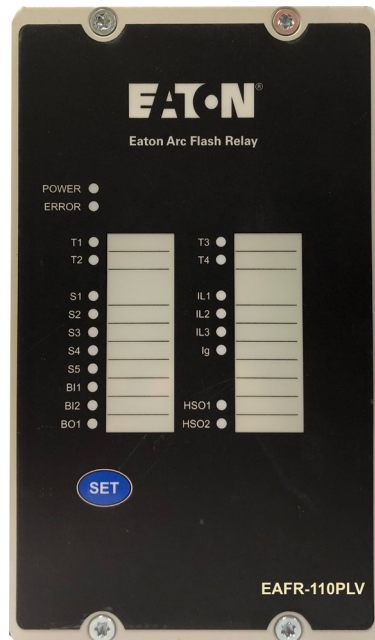 EATON®
Eaton Arc Flash Relay
POWER
ERROR
T1
T2
S1
S2
S3
S4
S5
BI1
BI2
BO1
T3
T4
IL1
IL2
IL3
Ig
HSO1
HSO2
SET
EAFR-110PLV